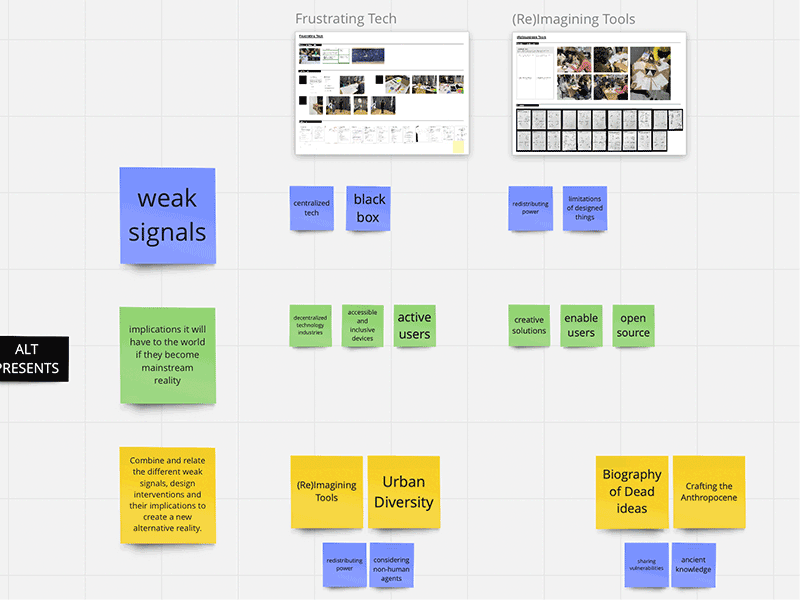 Frustrating Tech
(Re)Imagining Tools
Frustrating Tech
weak
signals
centralized
tech
black
box
redistributing
power
limitations
of designed
things
implications it will
have to the world
if they become
mainstream
reality
decentralized
technology
industries
accessible
and
inclusive
devices
active
users
creative
solutions
enable
users
open
source
ALT
PRESENTS
Combine and relate
the different weak
signals, design
interventions and
their implications to
create a new
alternative reality.
(Re)Imagining
Tools
Urban
Diversity
Biography
of Dead
ideas
Crafting the
Anthropocene
redistributing
power
considering
non-human
agents
sharing
vulnerabilities
ancient
knowledge